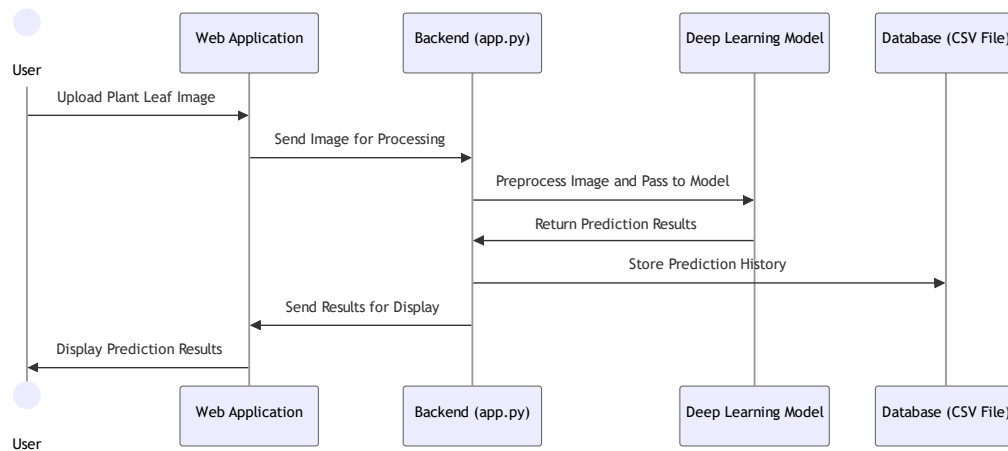 Web Application
Backend (app.py)
Deep Learning Model
Database (CSV File)
User
Upload Plant Leaf Image
Send Image for Processing
Preprocess Image and Pass to Model
Return Prediction Results
Store Prediction History
Send Results for Display
Display Prediction Results
Web Application
Backend (app.py)
Deep Learning Model
Database (CSV File)
User